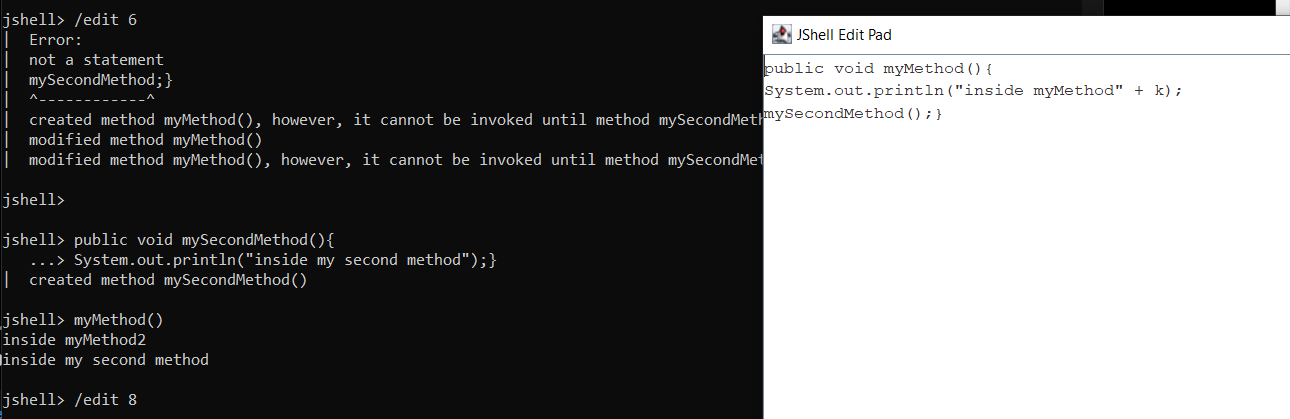 jshell> /edit 6
|  Error:
|  not a statement
|  mySecondMethod;}
|  ^------------^
|  created method myMethod(), however, it cannot be invoked until method mySecondMeth
|  modified method myMethod()
|  modified method myMethod(), however, it cannot be invoked until method mySecondMet
jshell>
jshell> public void mySecondMethod(){
   ...> System.out.println("inside my second method");}
|  created method mySecondMethod()
jshell> myMethod()
inside myMethod2
inside my second method
jshell> /edit 8
JShell Edit Pad
public void myMethod(){
System.out.println("inside myMethod" + k);
mySecondMethod();}